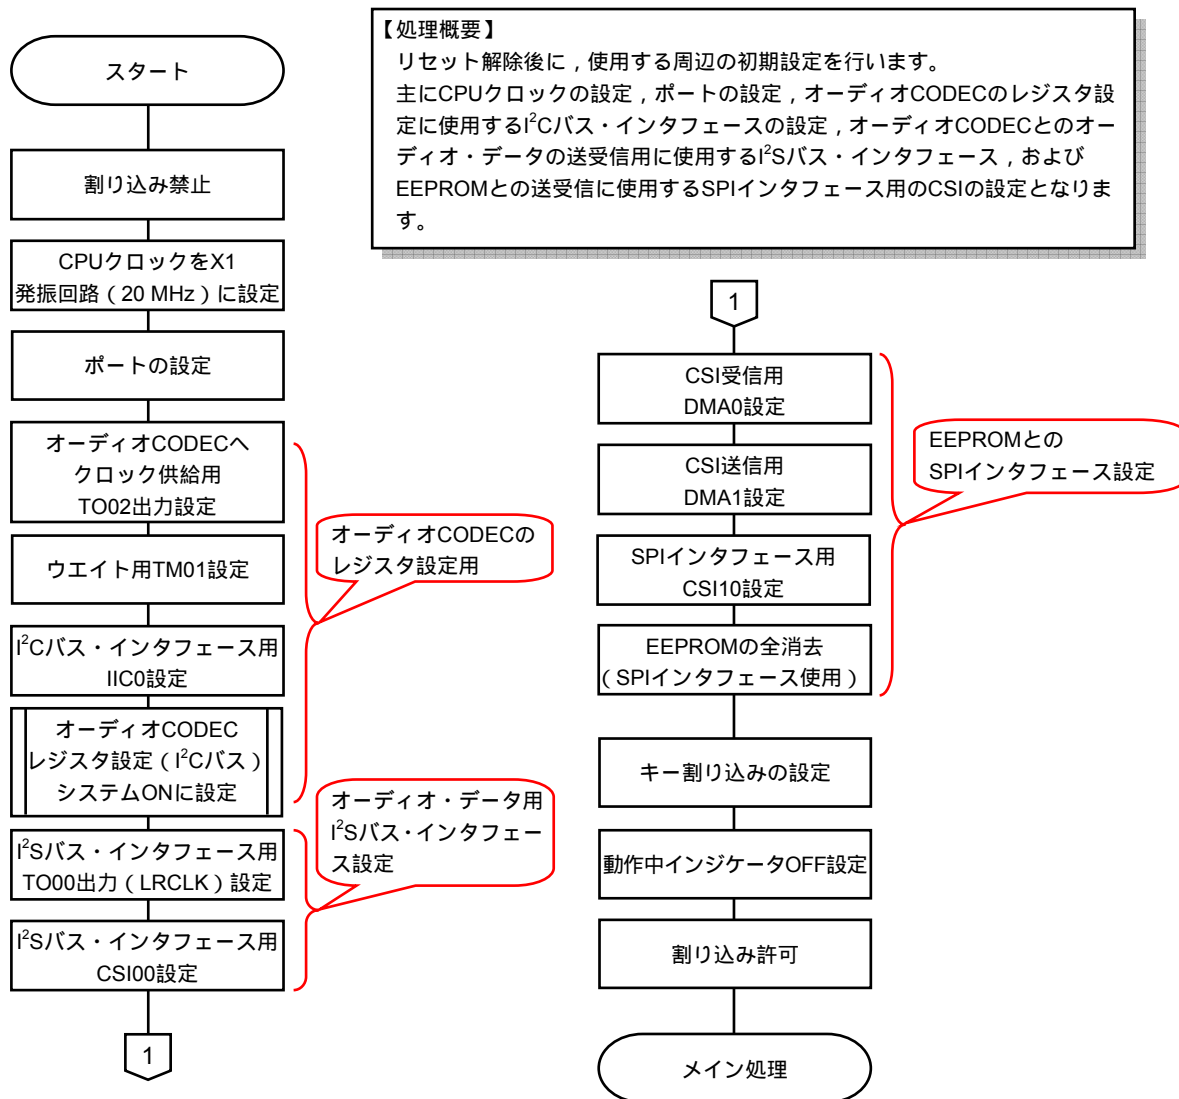 【処理概要】
リセット解除後に，使用する周辺の初期設定を行います。
主にCPUクロックの設定，ポートの設定，オーディオCODECのレジスタ設
定に使用するI²Cバス・インタフェースの設定，オーディオCODECとのオー
ディオ・データの送受信用に使用するI²Sバス・インタフェース，および
EEPROMとの送受信に使用するSPIインタフェース用のCSIの設定となりま
す。
スタート
割り込み禁止
CPUクロックをX1
発振回路（20 MHz）に設定
ポートの設定
オーディオCODECへ
クロック供給用
TO02出力設定
ウエイト用TM01設定
I²Cバス・インタフェース用
IIC0設定
オーディオCODEC
レジスタ設定（I²Cバス）
システムONに設定
オーディオCODECの
レジスタ設定用
I²Sバス・インタフェース用
TO00出力（LRCLK）設定
I²Sバス・インタフェース用
CSI00設定
オーディオ・データ用
I²Sバス・インタフェー
ス設定
1
1
CSI受信用
DMA0設定
CSI送信用
DMA1設定
SPIインタフェース用
CSI10設定
EEPROMの全消去
（SPIインタフェース使用）
EEPROMとの
SPIインタフェース設定
キー割り込みの設定
動作中インジケータOFF設定
割り込み許可
メイン処理